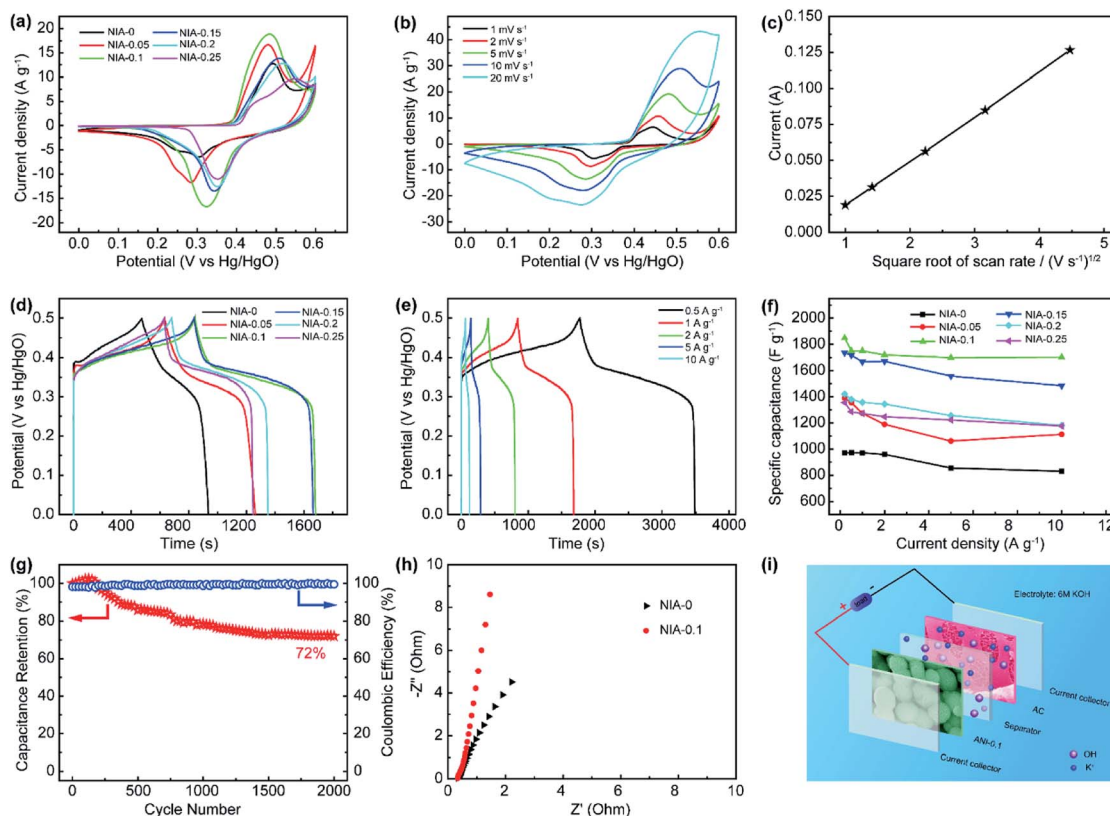 (a)
NIA-0
NIA-0.05
NIA-0.1
NIA-0.15
NIA-0.2
NIA-0.25
Current density (A g⁻¹)
25
20
15
10
5
0
-5
-10
-15
-20
0.0 0.1 0.2 0.3 0.4 0.5 0.6
Potential (V vs Hg/HgO)
(b)
1 mV s⁻¹
2 mV s⁻¹
5 mV s⁻¹
10 mV s⁻¹
20 mV s⁻¹
Current density (A g⁻¹)
40
30
20
10
0
-10
-20
-30
0.0 0.1 0.2 0.3 0.4 0.5 0.6
Potential (V vs Hg/HgO)
(c)
Current (A)
0.150
0.125
0.100
0.075
0.050
0.025
0.000
1 2 3 4 5
Square root of scan rate / (V s⁻¹)¹/²
(d)
NIA-0
NIA-0.05
NIA-0.1
NIA-0.15
NIA-0.2
NIA-0.25
Potential (V vs Hg/HgO)
0.5
0.4
0.3
0.2
0.1
0.0
0 600 1200 1800
Time (s)
(e)
0.5 A g⁻¹
1 A g⁻¹
2 A g⁻¹
5 A g⁻¹
10 A g⁻¹
Potential (V vs Hg/HgO)
0.5
0.4
0.3
0.2
0.1
0.0
0 1000 2000 3000 4000
Time (s)
(f)
NIA-0
NIA-0.05
NIA-0.1
NIA-0.15
NIA-0.2
NIA-0.25
Specific capacitance (F g⁻¹)
2000
1800
1600
1400
1200
1000
800
600
0 2 4 6 8 10 12
Current density (A g⁻¹)
(g)
Capacitance Retention (%)
100
80
60
40
20
0
72%
Coulombic Efficiency (%)
100
80
60
40
20
0
0 500 1000 1500 2000
Cycle Number
(h)
NIA-0
NIA-0.1
-Z" (Ohm)
10
8
6
4
2
0
0 2 4 6 8 10
Z' (Ohm)
(i)
Electrolyte: 6M KOH
+
load
-
Current collector
AC
Separator
ANI-0.1
Current collector
OH⁻
K⁺